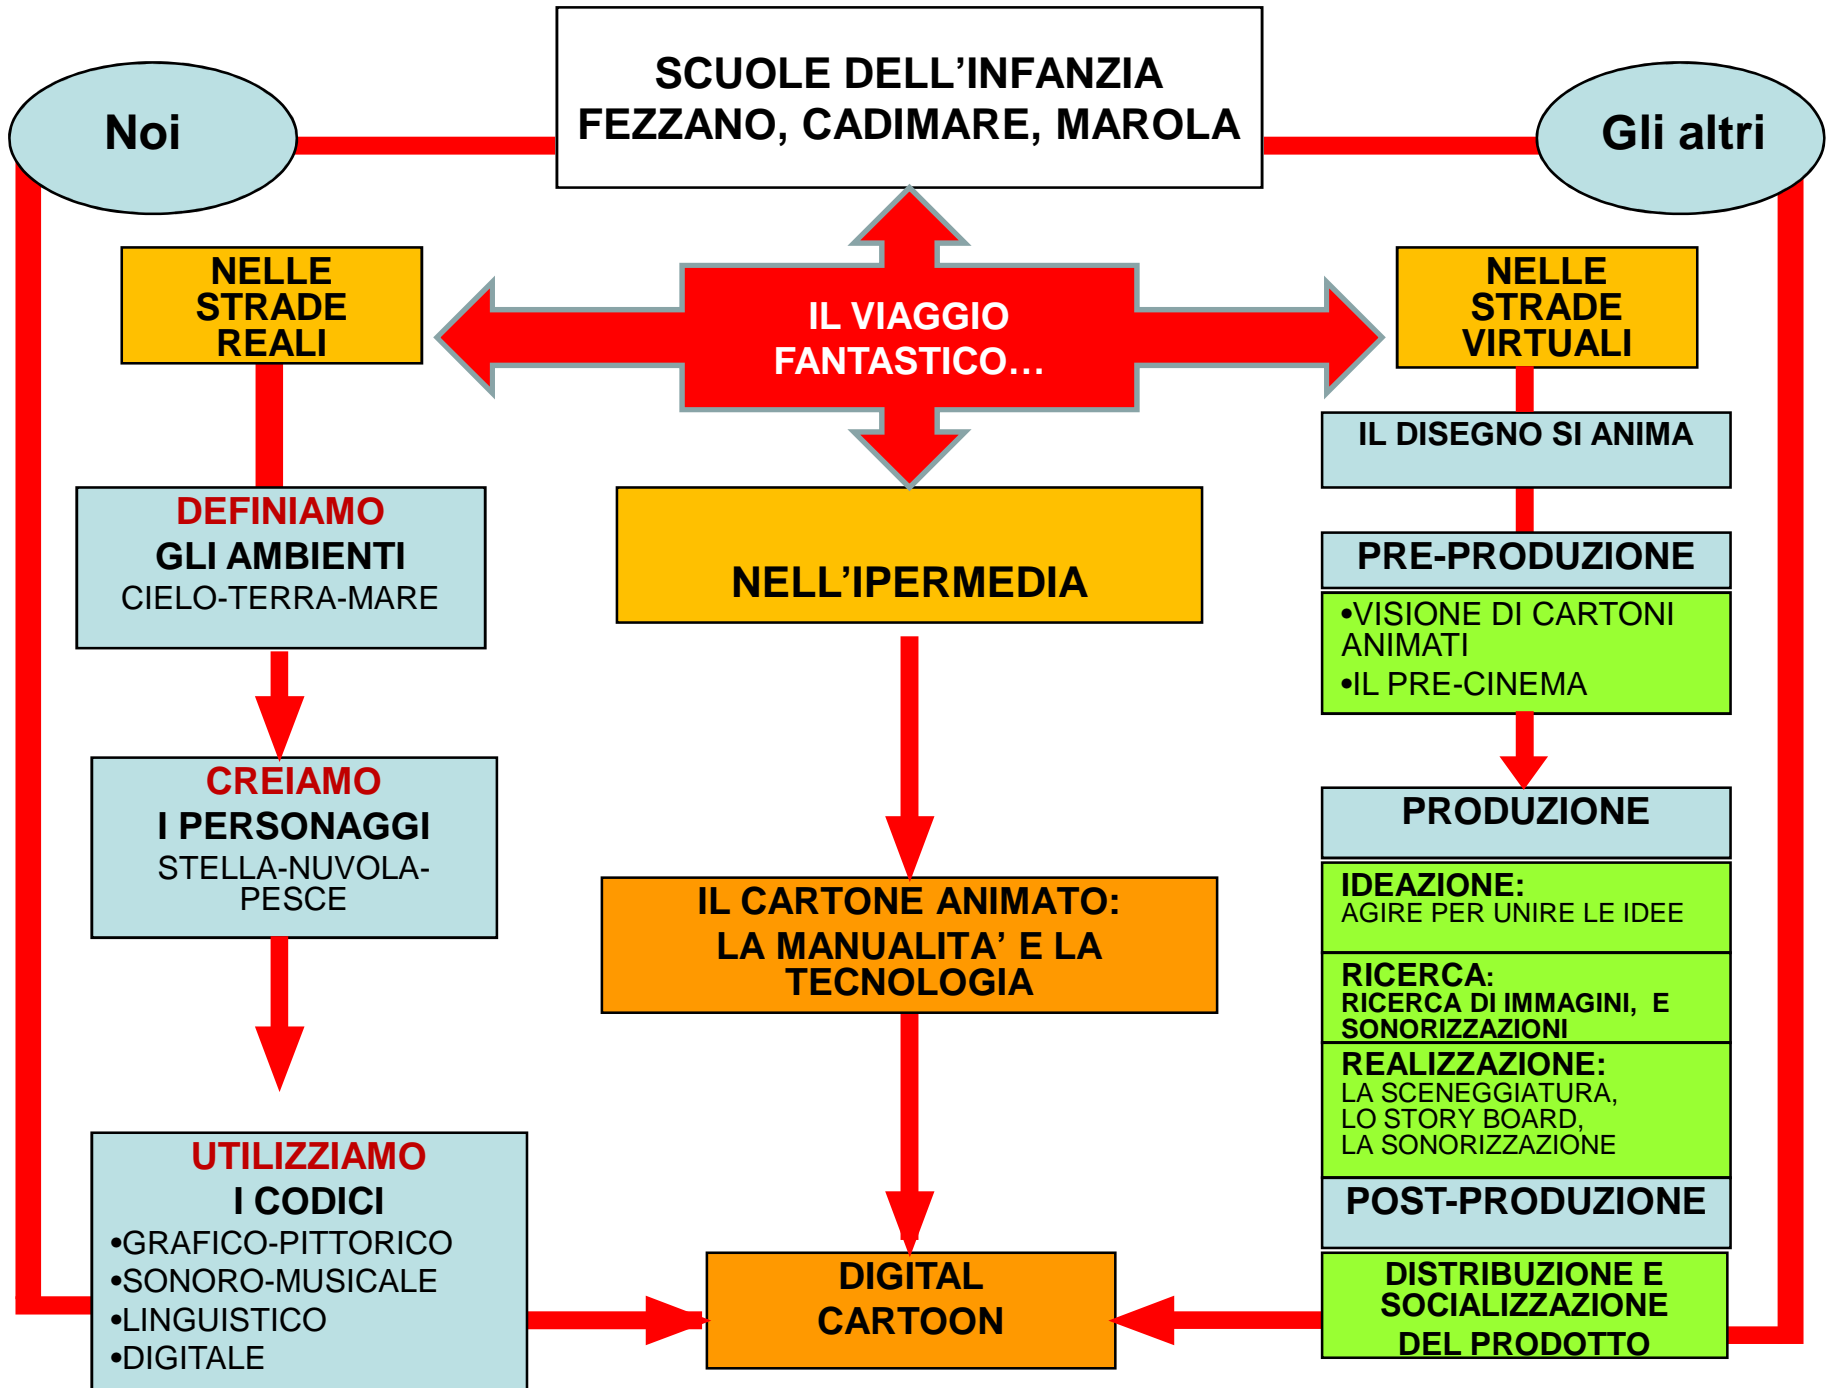 SCUOLE DELL’INFANZIA
FEZZANO, CADIMARE, MAROLA
Noi
Gli altri
IL VIAGGIO
FANTASTICO…
NELLE
STRADE
REALI
DEFINIAMO
GLI AMBIENTI
CIELO-TERRA-MARE
CREIAMO
I PERSONAGGI
STELLA-NUVOLA-
PESCE
UTILIZZIAMO
I CODICI
•GRAFICO-PITTORICO
•SONORO-MUSICALE
•LINGUISTICO
•DIGITALE
NELL’IPERMEDIA
IL CARTONE ANIMATO:
LA MANUALITA’ E LA
TECNOLOGIA
DIGITAL
CARTOON
NELLE
STRADE
VIRTUALI
IL DISEGNO SI ANIMA
PRE-PRODUZIONE
•VISIONE DI CARTONI
ANIMATI
•IL PRE-CINEMA
PRODUZIONE
IDEAZIONE:
AGIRE PER UNIRE LE IDEE
RICERCA:
RICERCA DI IMMAGINI, E
SONORIZZAZIONI
REALIZZAZIONE:
LA SCENEGGIATURA,
LO STORY BOARD,
LA SONORIZZAZIONE
POST-PRODUZIONE
DISTRIBUZIONE E
SOCIALIZZAZIONE
DEL PRODOTTO